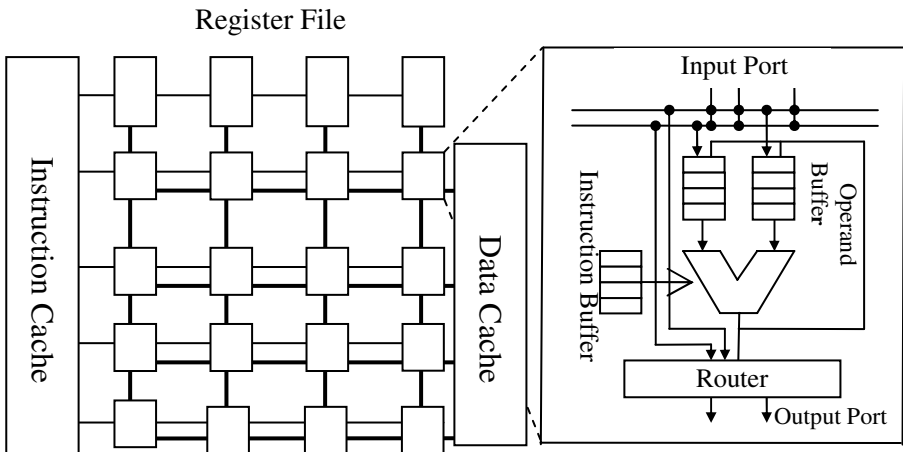 Register File
Instruction Cache
Data Cache
Input Port
Operand
Buffer
Instruction Buffer
Router
Output Port